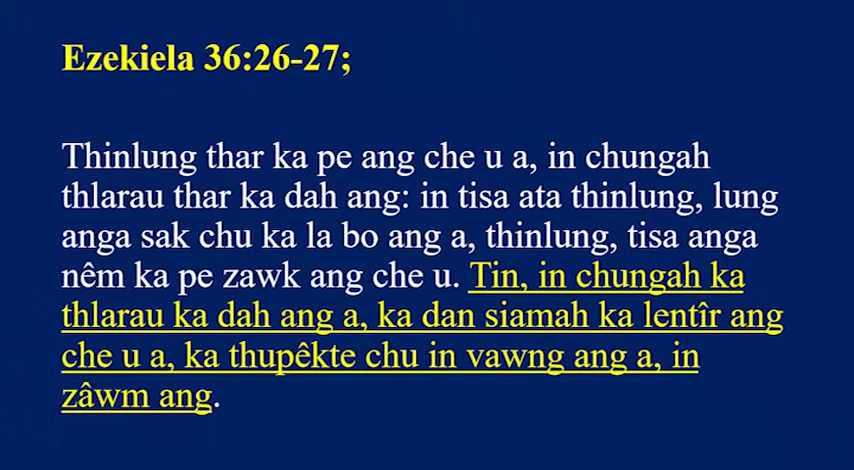 Ezekiela 36:26-27;
Thinlung thar ka pe ang che u a, in chungah
thlarau thar ka dah ang: in tisa ata thinlung, lung
anga sak chu ka la bo ang a, thinlung, tisa anga
nêm ka pe zawk ang che u. Tin, in chungah ka
thlarau ka dah ang a, ka dan siamah ka lentîr ang
che u a, ka thupêkte chu in vawng ang a, in
zâwm ang.